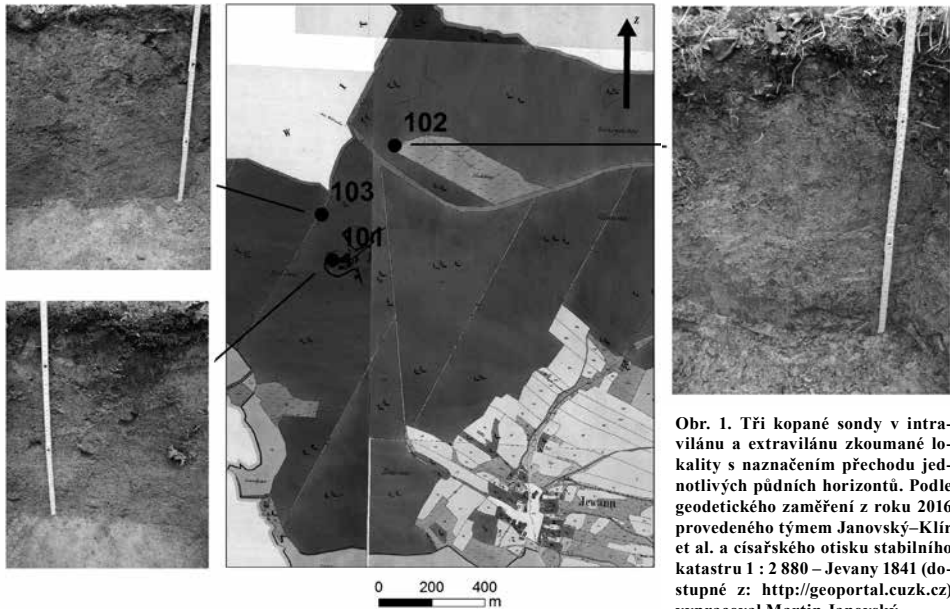 z
102
103
101
Jewann
0 200 400
m
Obr. 1. Tři kopané sondy v intra-
vilánu a extravilánu zkoumané lo-
kality s naznačením přechodu jed-
notlivých půdních horizontů. Podle
geodetického zaměření z roku 2016
provedeného týmem Janovský–Klír
et al. a císařského otisku stabilního
katastru 1 : 2 880 – Jevany 1841 (do-
stupné z: http://geoportal.cuzk.cz)
vypracoval Martin Janovský.